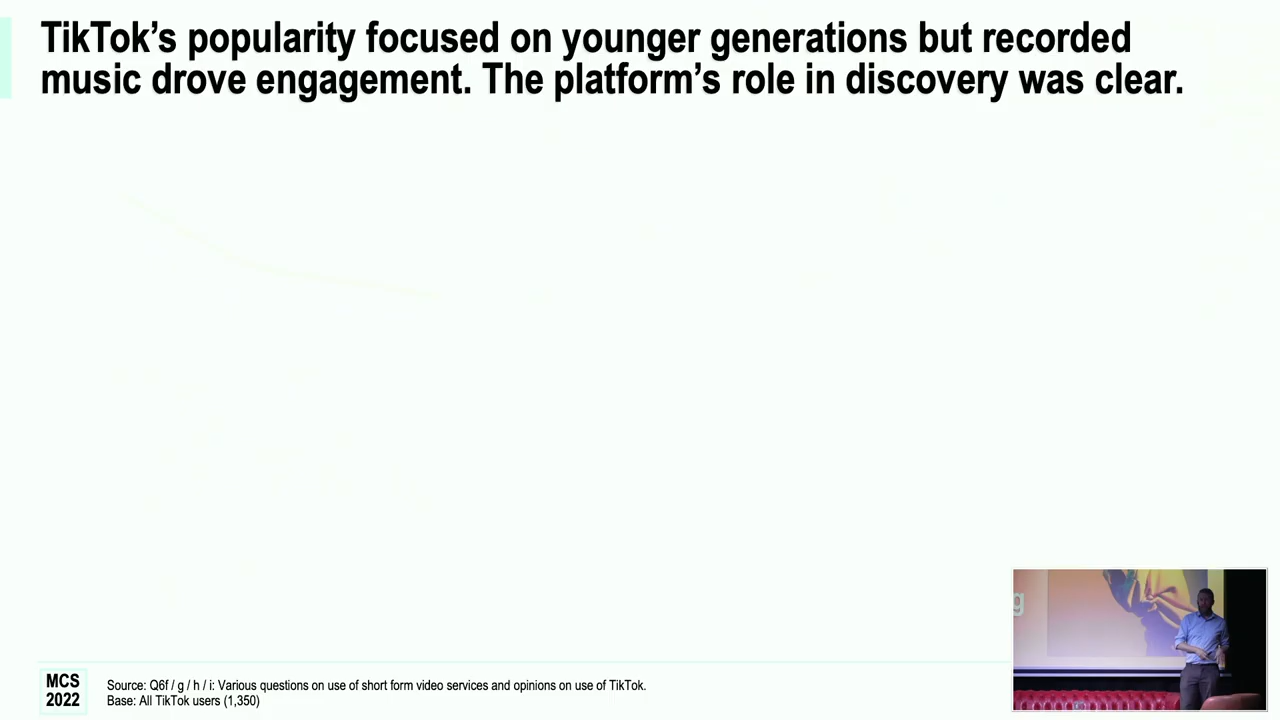 TikTok’s popularity focused on younger generations but recorded
music drove engagement. The platform’s role in discovery was clear.
g
MCS
2022
Source: Q6f / g / h / i: Various questions on use of short form video services and opinions on use of TikTok.
Base: All TikTok users (1,350)